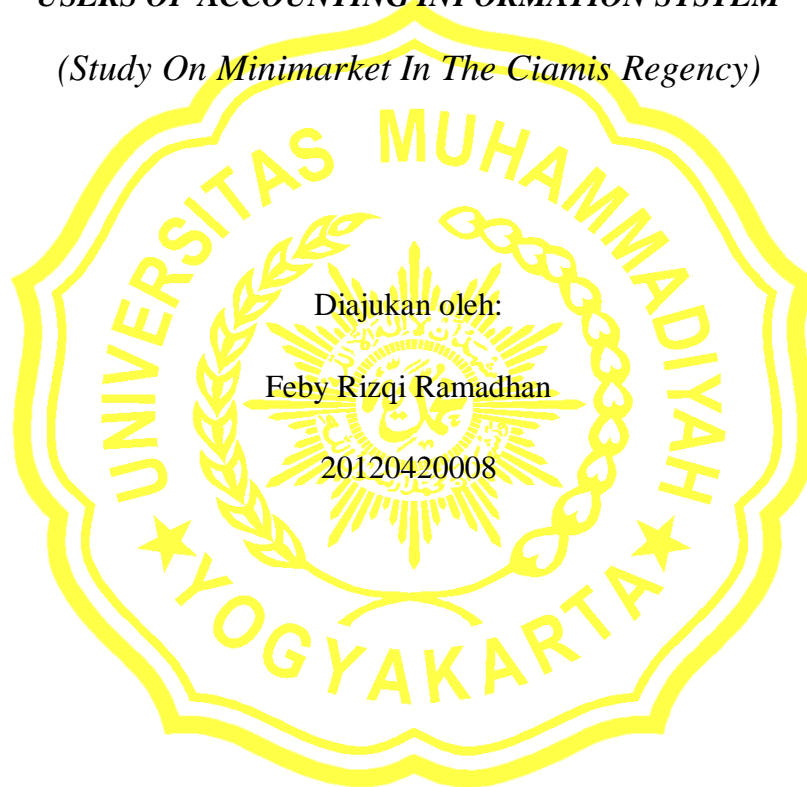 USERS OF ACCOUNTING INFORMATION SYSTEM
(Study On Minimarket In The Ciamis Regency)
UNIVERSITAS MUHAMMADIYAH
Diajukan oleh:
Feby Rizqi Ramadhan
20120420008
★ YOGYAKARTA ★